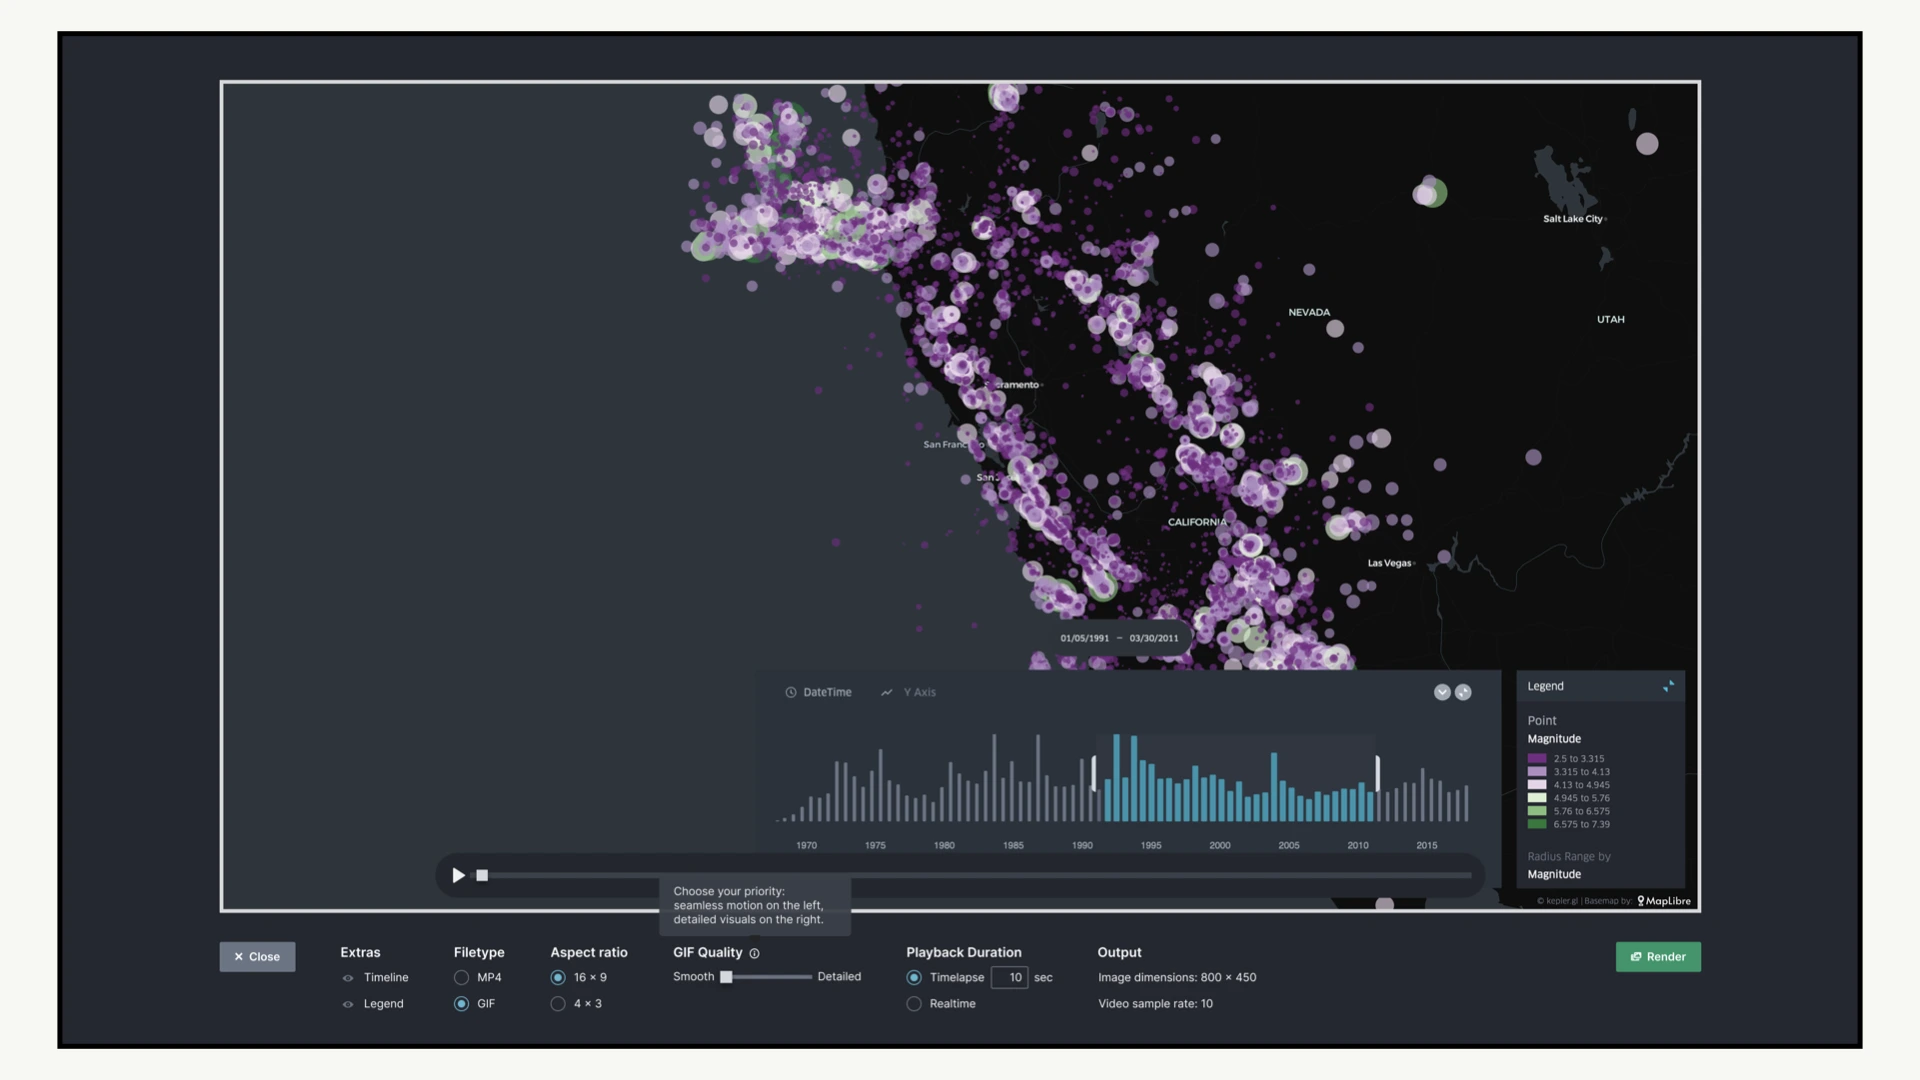 Salt Lake City
NEVADA
UTAH
cramento
San Franc o
San
CALIFORNIA
Las Vegas
01/05/1991 – 03/30/2011
DateTime
Y Axis
1970 1975 1980 1985 1990 1995 2000 2005 2010 2015
Legend
Point
Magnitude
2.5 to 3.315
3.315 to 4.13
4.13 to 4.945
4.945 to 5.76
5.76 to 6.575
6.575 to 7.39
Radius Range by
Magnitude
© kepler.gl | Basemap by: MapLibre
Choose your priority:
seamless motion on the left,
detailed visuals on the right.
Close
Extras
Timeline
Legend
Filetype
MP4
GIF
Aspect ratio
16 × 9
4 × 3
GIF Quality
Smooth Detailed
Playback Duration
Timelapse 10 sec
Realtime
Output
Image dimensions: 800 × 450
Video sample rate: 10
Render